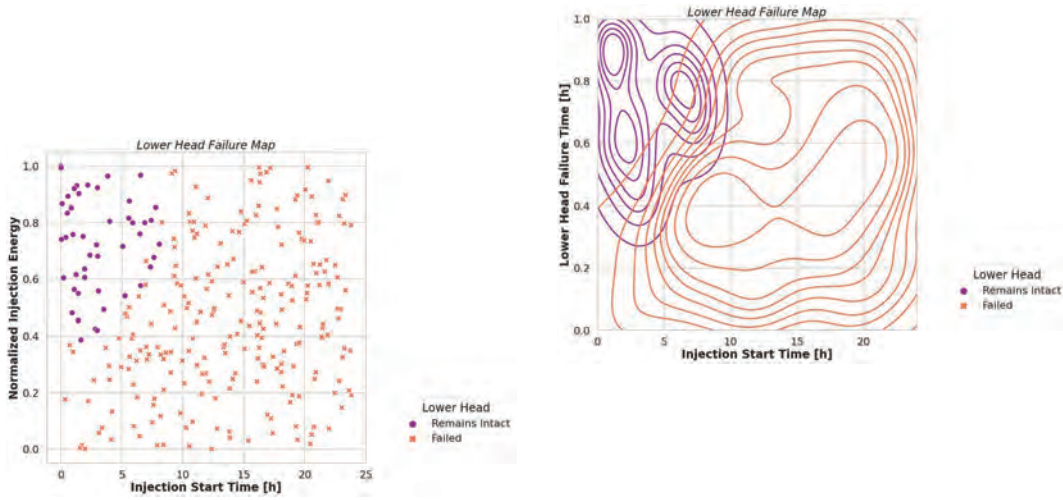 Lower Head Failure Map
1.0
0.8
0.6
0.4
0.2
0.0
Normalized Injection Energy
0
5
10
15
20
25
Injection Start Time [h]
Lower Head
Remains Intact
Failed
Lower Head Failure Map
1.0
0.8
0.6
0.4
0.2
0.0
Lower Head Failure Time [h]
0
5
10
15
20
Injection Start Time [h]
Lower Head
Remains Intact
Failed